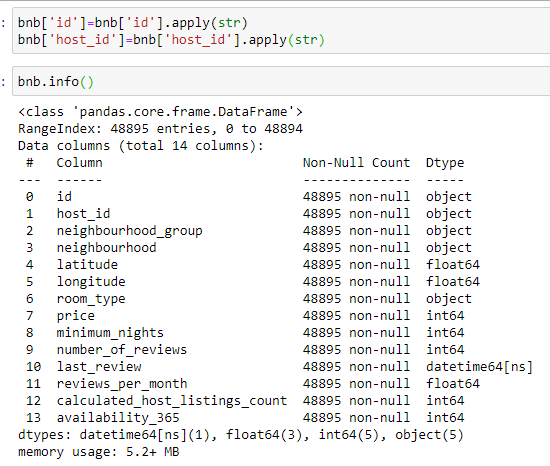 : bnb['id']=bnb['id'].apply(str)
bnb['host_id']=bnb['host_id'].apply(str)
: bnb.info()
<class 'pandas.core.frame.DataFrame'>
RangeIndex: 48895 entries, 0 to 48894
Data columns (total 14 columns):
 #   Column                          Non-Null Count  Dtype
---  ------                          --------------  -----
 0   id                              48895 non-null  object
 1   host_id                         48895 non-null  object
 2   neighbourhood_group             48895 non-null  object
 3   neighbourhood                   48895 non-null  object
 4   latitude                        48895 non-null  float64
 5   longitude                       48895 non-null  float64
 6   room_type                       48895 non-null  object
 7   price                           48895 non-null  int64
 8   minimum_nights                  48895 non-null  int64
 9   number_of_reviews               48895 non-null  int64
 10  last_review                     48895 non-null  datetime64[ns]
 11  reviews_per_month               48895 non-null  float64
 12  calculated_host_listings_count  48895 non-null  int64
 13  availability_365                48895 non-null  int64
dtypes: datetime64[ns](1), float64(3), int64(5), object(5)
memory usage: 5.2+ MB